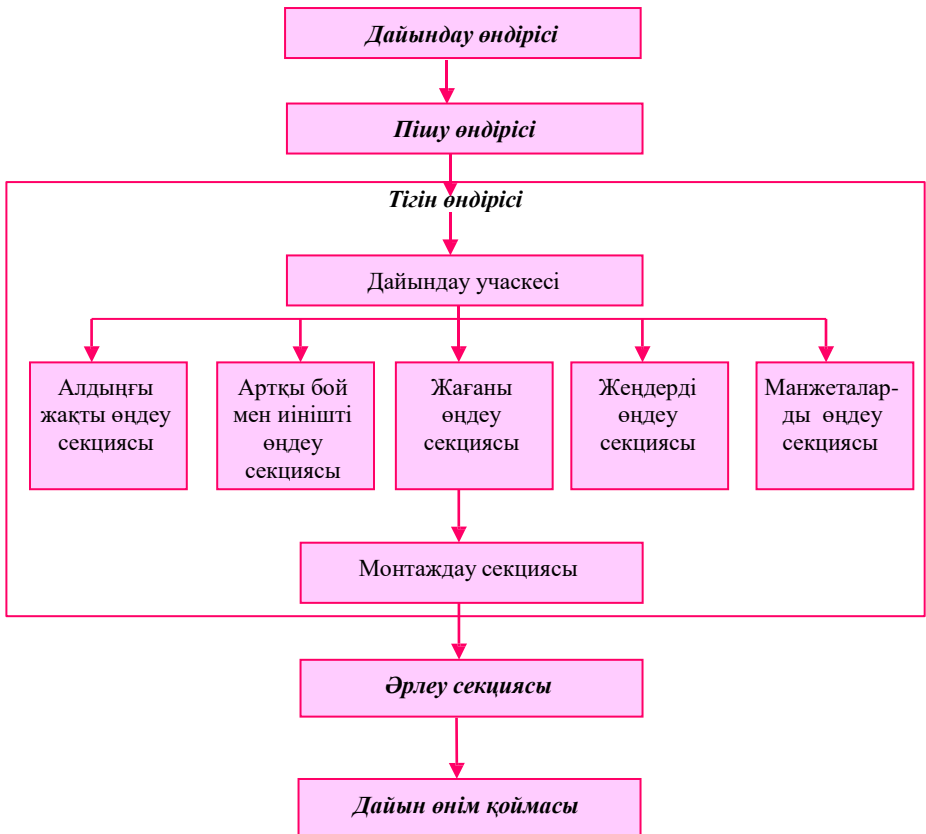 Дайындау өндірісі
Пішу өндірісі
Тігін өндірісі
Дайындау учаскесі
Алдыңғы
жақты өңдеу
секциясы
Артқы бой
мен иінішті
өңдеу
секциясы
Жағаны
өңдеу
секциясы
Жеңдерді
өңдеу
секциясы
Манжеталар-
ды өңдеу
секциясы
Монтаждау секциясы
Әрлеу секциясы
Дайын өнім қоймасы